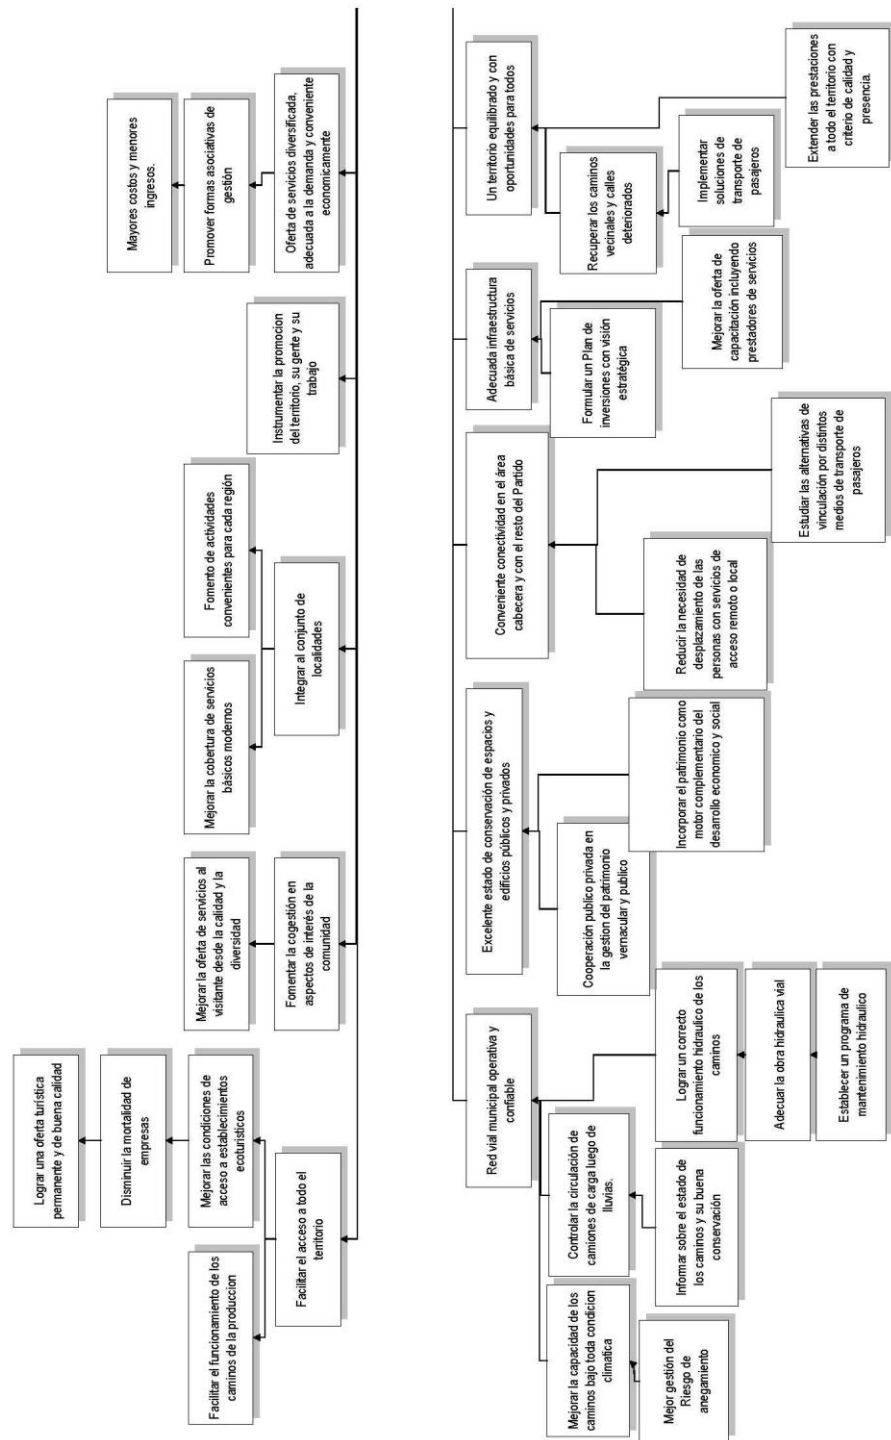 Lograr una oferta turística
permanente y de buena calidad
Disminuir la mortalidad de
empresas
Facilitar el funcionamiento de los
caminos de la produccion
Mejorar las condiciones de
acceso a establecimientos
ecoturísticos
Facilitar el acceso a todo el
territorio
Mejorar la oferta de servicios al
visitante desde la calidad y la
diversidad
Fomentar la cogestión en
aspectos de interés de la
comunidad
Mejorar la cobertura de servicios
básicos modernos
Fomento de actividades
convenientes para cada región
Integrar al conjunto de
localidades
Instrumentar la promocion
del territorio, su gente y su
trabajo
Mayores costos y menores
ingresos.
Promover formas asociativas de
gestión
Oferta de servicios diversificada,
adecuada a la demanda y conveniente
economicamente
Red vial municipal operativa y
confiable
Mejorar la capacidad de los
caminos bajo toda condicion
climatica
Mejor gestión del
Riesgo de
anegamiento
Controlar la circulación de
camiones de carga luego de
lluvias.
Informar sobre el estado de
los caminos y su buena
conservación
Lograr un correcto
funcionamiento hidraulico de los
caminos
Adecuar la obra hidraulica vial
Establecer un programa de
mantenimiento hidraulico
Excelente estado de conservación de espacios y
edificios públicos y privados
Cooperación publico privada en
la gestion del patrimonio
vernacular y publico
Incorporar el patrimonio como
motor complementario del
desarrollo economico y social
Conveniente conectividad en el área
cabecera y con el resto del Partido
Reducir la necesidad de
desplazamiento de las
personas con servicios de
acceso remoto o local
Estudiar las alternativas de
vinculación por distintos
medios de transporte de
pasajeros
Adecuada infraestructura
básica de servicios
Formular un Plan de
inversiones con visión
estratégica
Mejorar la oferta de
capacitación incluyendo
prestadores de servicios
Un territorio equilibrado y con
oportunidades para todos
Recuperar los caminos
vecinales y calles
deteriorados
Implementar
soluciones de
transporte de
pasajeros
Extender las prestaciones
a todo el territorio con
criterio de calidad y
presencia.